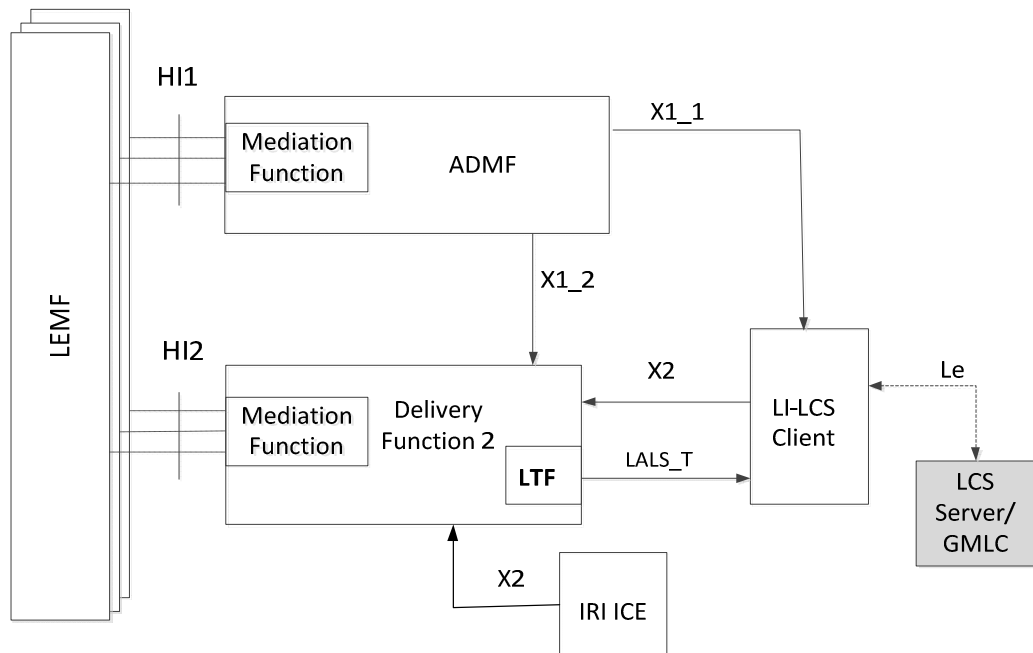 HI1
X1_1
Mediation
Function
ADMF
X1_2
LEMF
HI2
X2
Le
Mediation
Function
Delivery
Function 2
LI-LCS
Client
LTF
LALS_T
LCS
Server/
GMLC
X2
IRI ICE